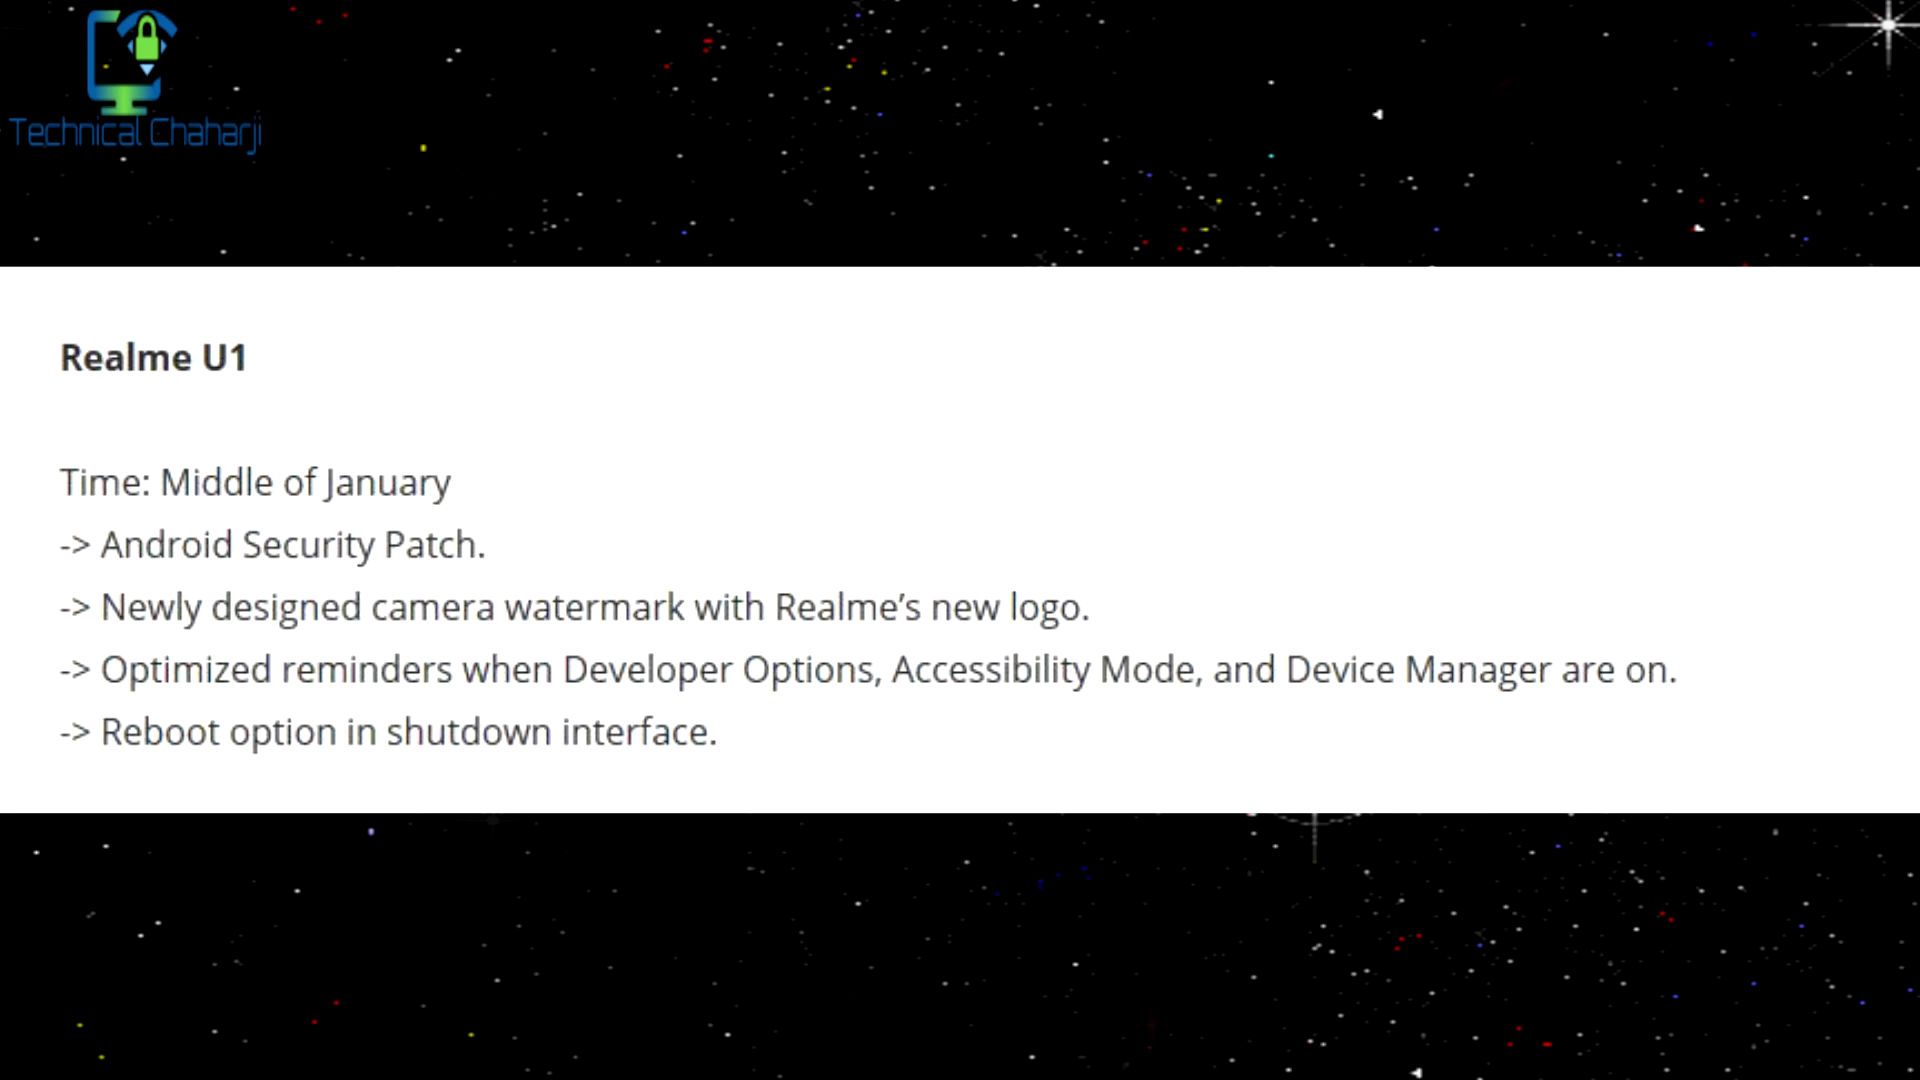 Technical Chaharji
Realme U1
Time: Middle of January
-> Android Security Patch.
-> Newly designed camera watermark with Realme’s new logo.
-> Optimized reminders when Developer Options, Accessibility Mode, and Device Manager are on.
-> Reboot option in shutdown interface.